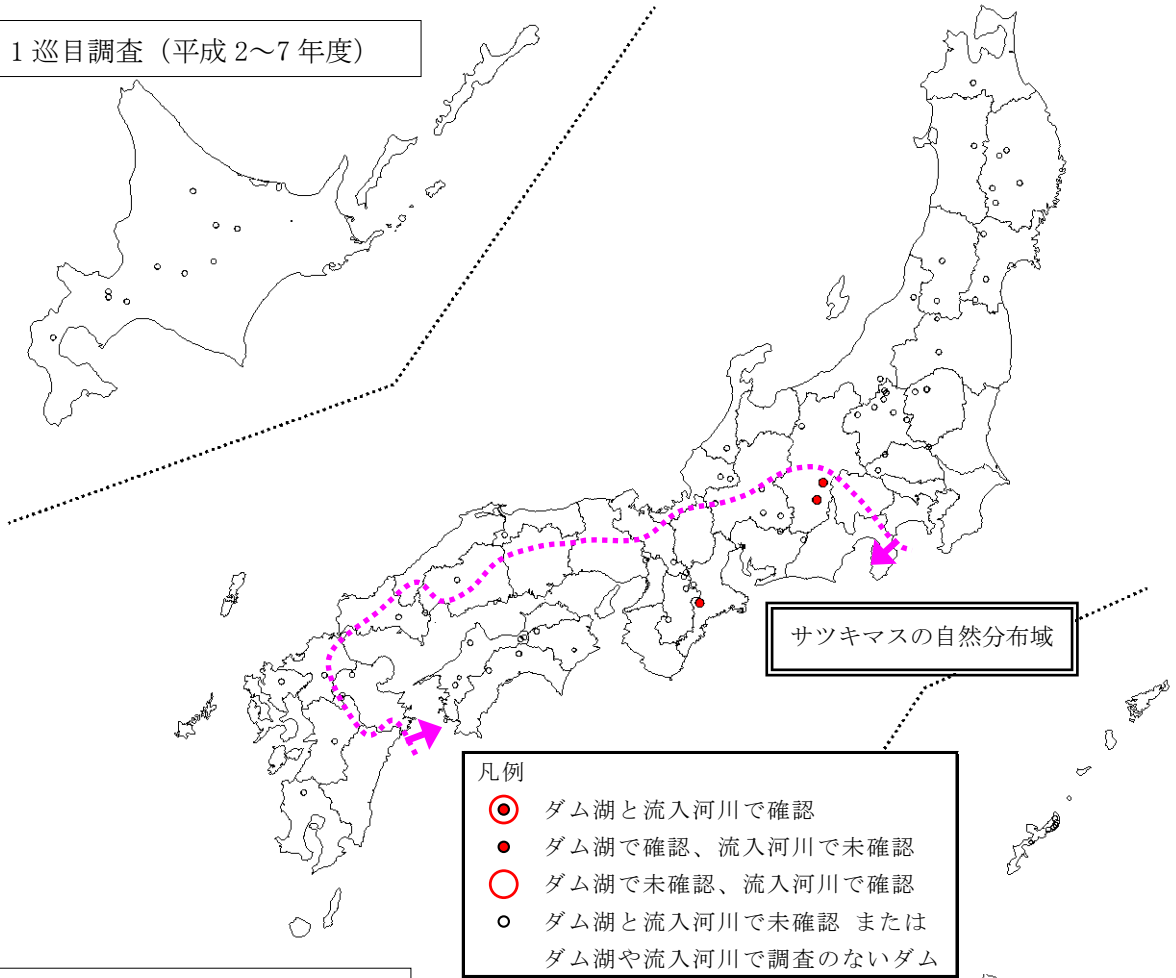 1巡目調査（平成2～7年度）
サツキマスの自然分布域
凡例
ダム湖と流入河川で確認
ダム湖で確認、流入河川で未確認
ダム湖で未確認、流入河川で確認
ダム湖と流入河川で未確認 または
ダム湖や流入河川で調査のないダム